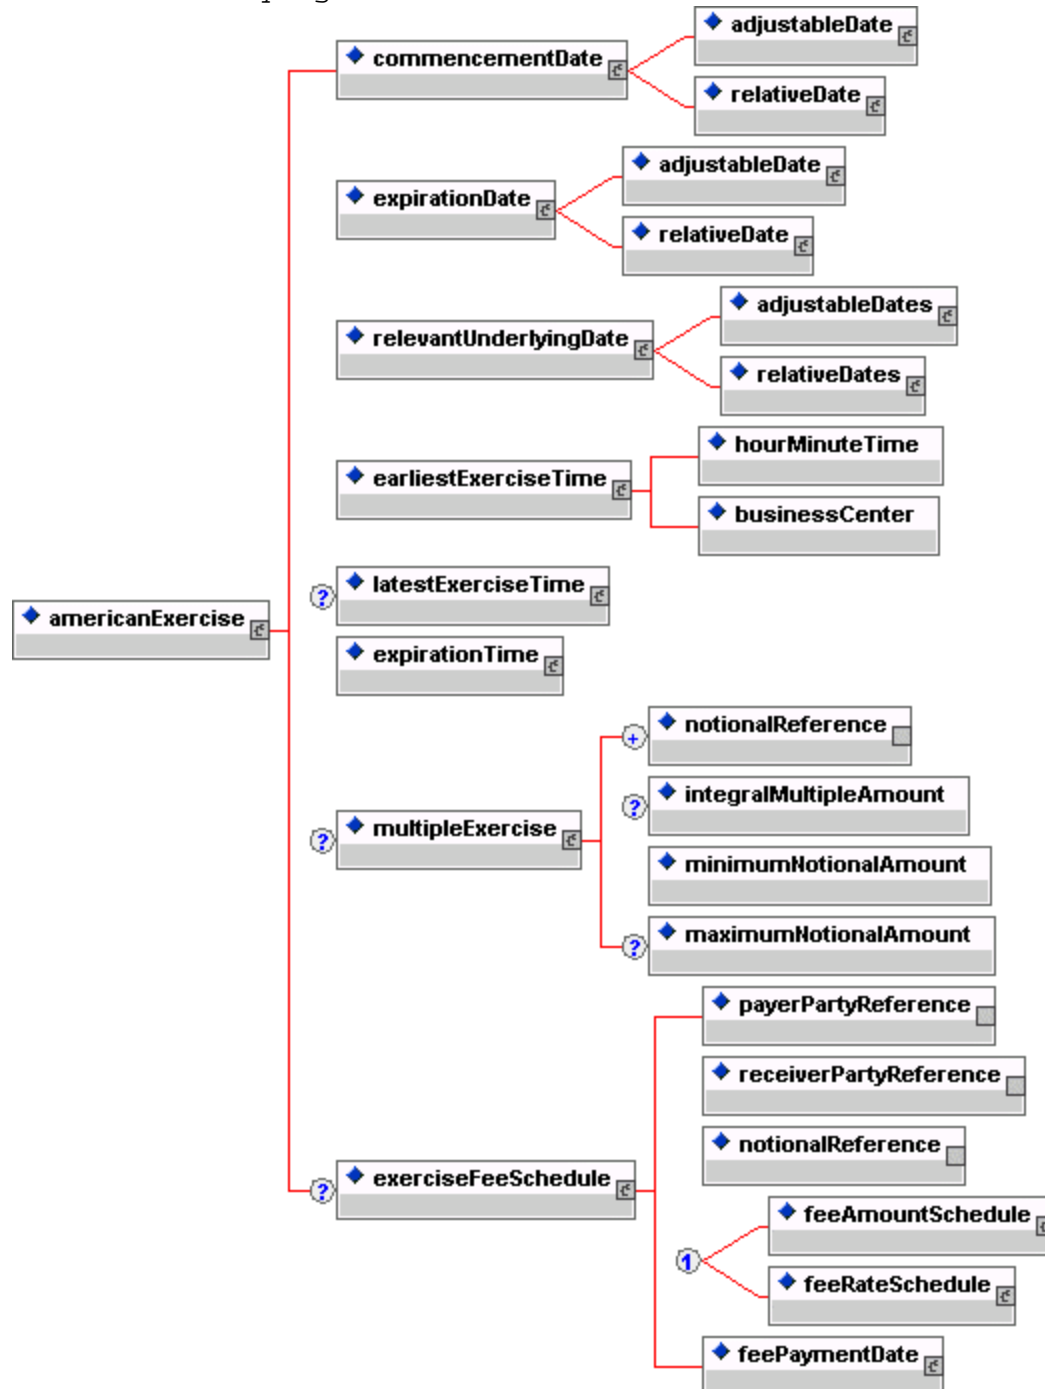 commencementDate
adjustableDate
relativeDate
expirationDate
adjustableDate
relativeDate
relevantUnderlyingDate
adjustableDates
relativeDates
earliestExerciseTime
hourMinuteTime
businessCenter
? latestExerciseTime
americanExercise
expirationTime
? multipleExercise
+ notionalReference
? integralMultipleAmount
minimumNotionalAmount
? maximumNotionalAmount
? exerciseFeeSchedule
payerPartyReference
receiverPartyReference
notionalReference
1
feeAmountSchedule
feeRateSchedule
feePaymentDate